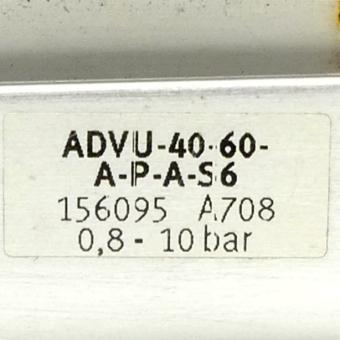 ADVU-40-60-
A-P-A-S6
156095 A708
0,8 - 10 bar